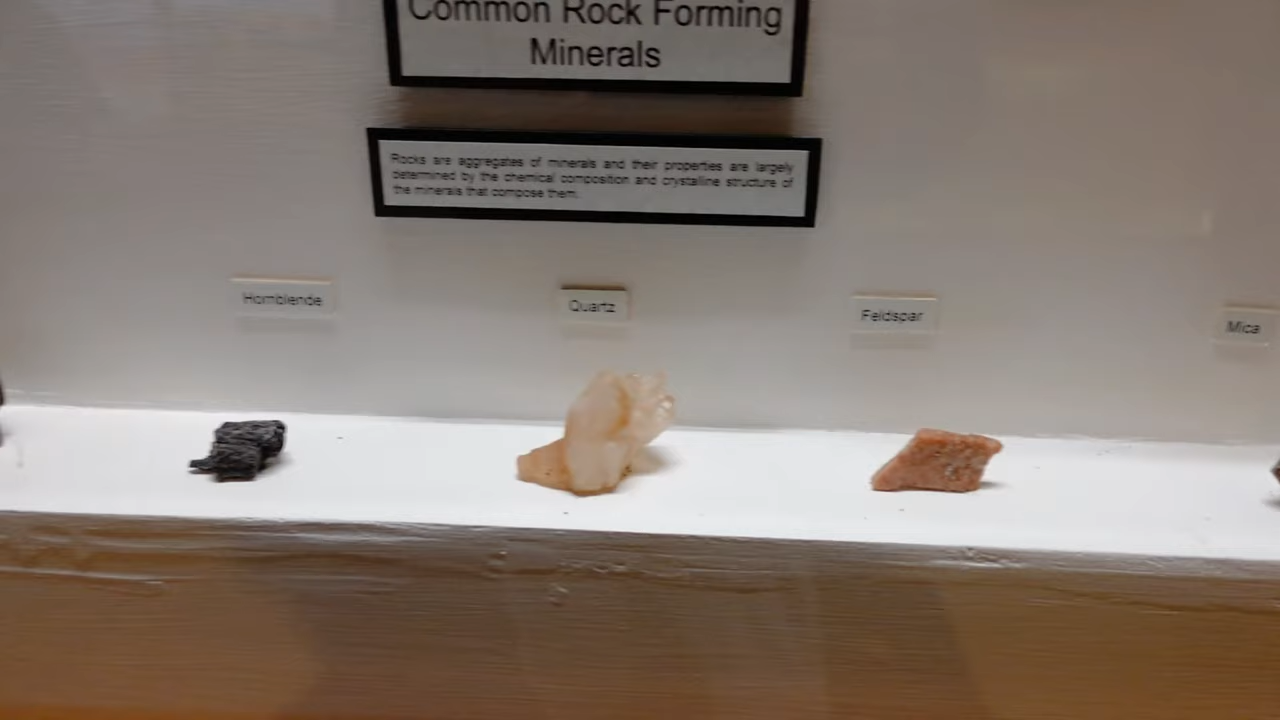 Common Rock Forming
Minerals
Rocks are aggregates of minerals and their properties are largely
determined by the chemical composition and crystalline structure of
the minerals that compose them.
Hornblende
Quartz
Feldspar
Mica